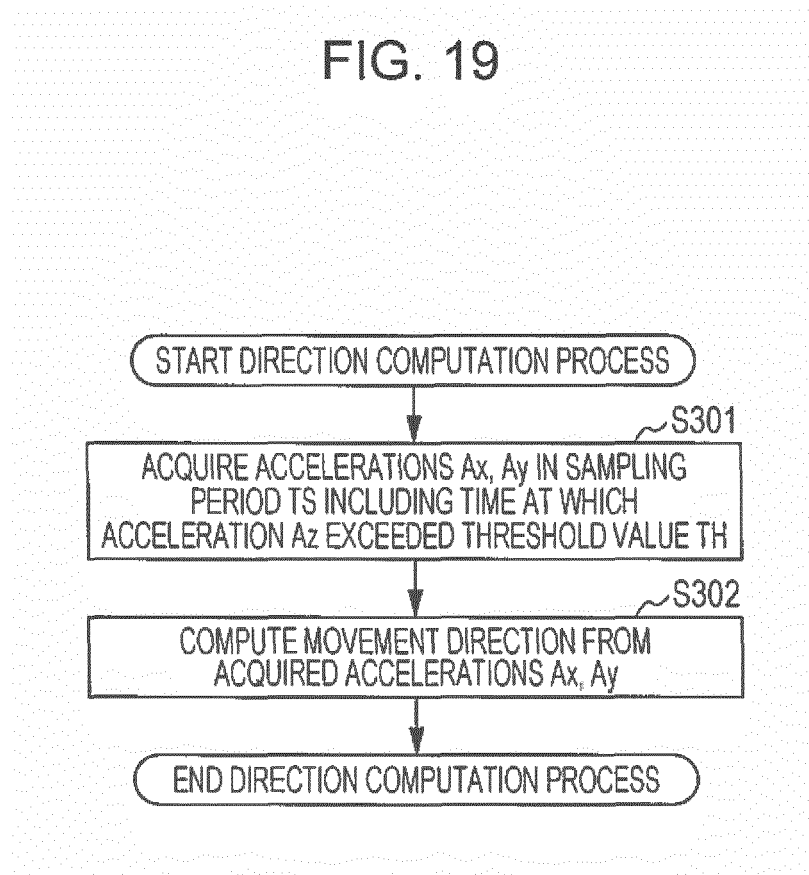 FIG. 19
START DIRECTION COMPUTATION PROCESS
S301
ACQUIRE ACCELERATIONS Ax, Ay IN SAMPLING
PERIOD TS INCLUDING TIME AT WHICH
ACCELERATION Az EXCEEDED THRESHOLD VALUE TH
S302
COMPUTE MOVEMENT DIRECTION FROM
ACQUIRED ACCELERATIONS Ax, Ay
END DIRECTION COMPUTATION PROCESS